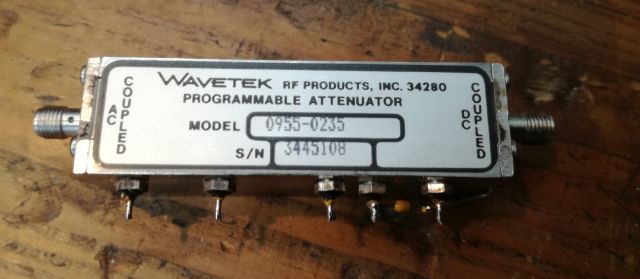 WAVETEK RF PRODUCTS, INC. 34280
PROGRAMMABLE ATTENUATOR
AC COUPLED
MODEL 0955-0235
S/N 3445108
DC COUPLED